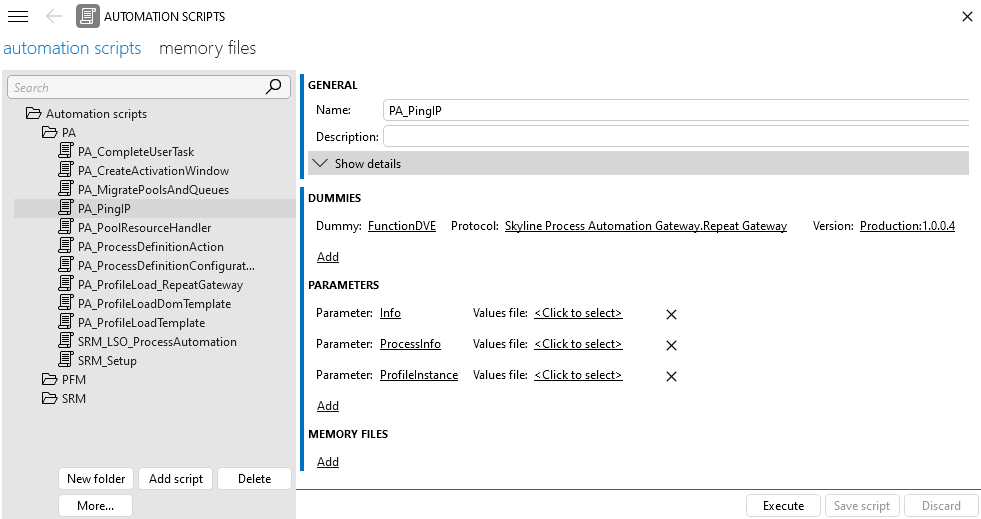 AUTOMATION SCRIPTS
automation scripts memory files
Search
Automation scripts
PA
PA_CompleteUserTask
PA_CreateActivationWindow
PA_MigratePoolsAndQueues
PA_PingIP
PA_PoolResourceHandler
PA_ProcessDefinitionAction
PA_ProcessDefinitionConfigurat...
PA_ProfileLoad_RepeatGateway
PA_ProfileLoadDomTemplate
PA_ProfileLoadTemplate
SRM_LSO_ProcessAutomation
SRM_Setup
PFM
SRM
New folder Add script Delete
More...
GENERAL
Name: PA_PingIP
Description:
Show details
DUMMIES
Dummy: FunctionDVE Protocol: Skyline Process Automation Gateway.Repeat Gateway Version: Production:1.0.0.4
Add
PARAMETERS
Parameter: Info Values file: <Click to select>
Parameter: ProcessInfo Values file: <Click to select>
Parameter: ProfileInstance Values file: <Click to select>
Add
MEMORY FILES
Add
Execute Save script Discard